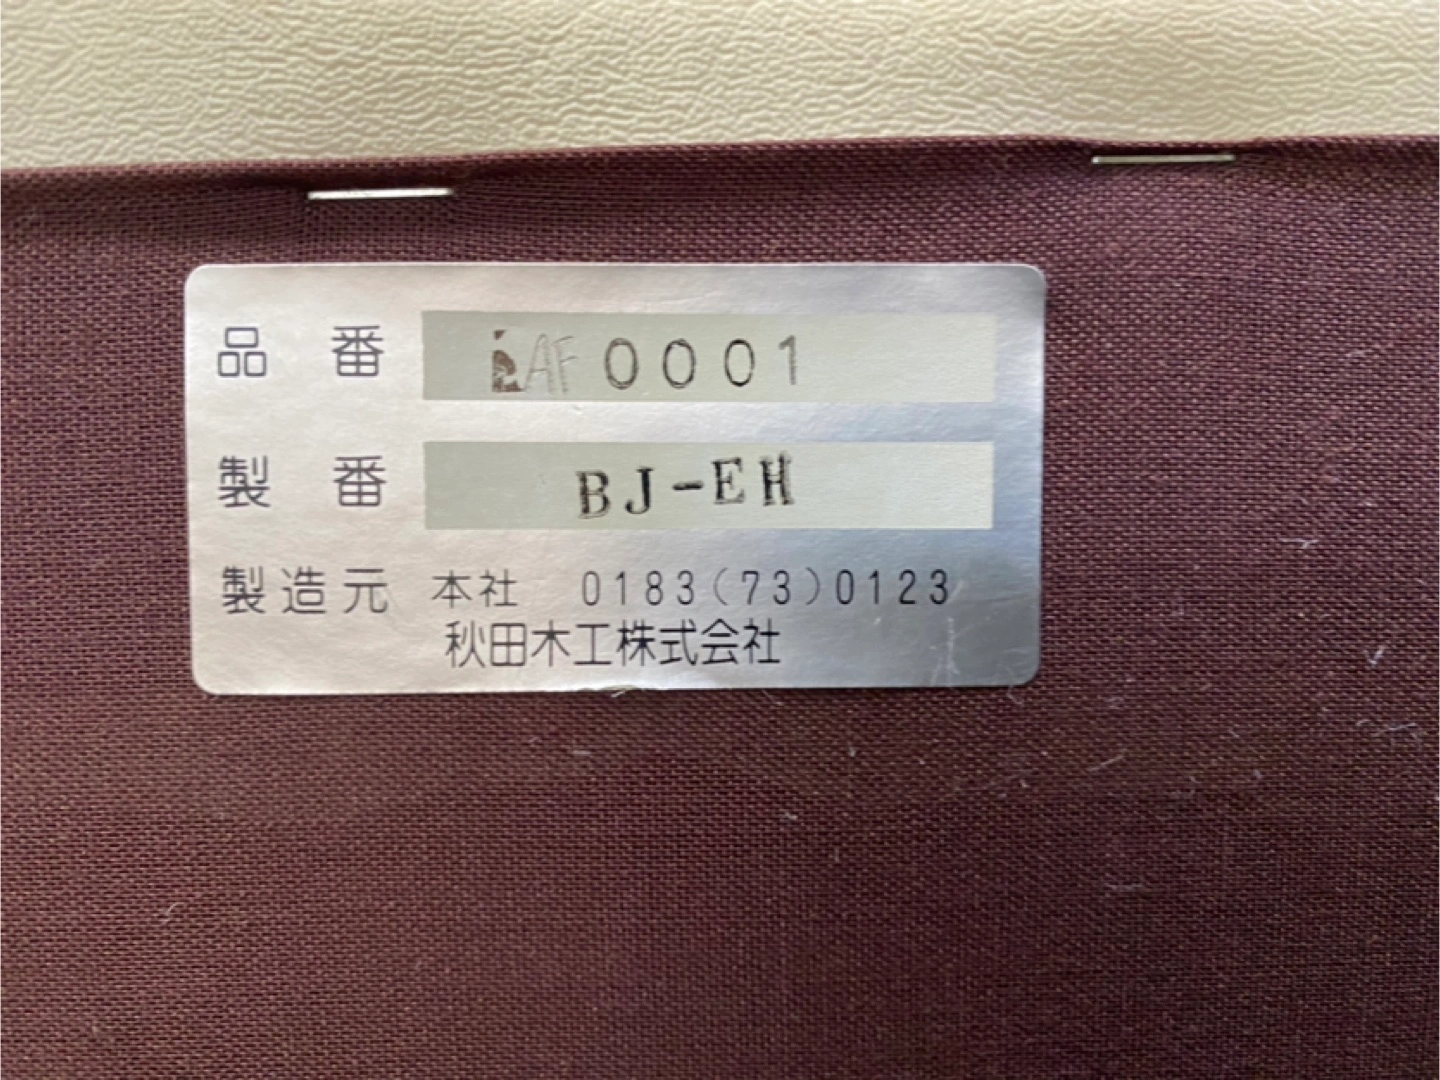 品番 AF0001
製番 BJ-EH
製造元 本社 0183(73)0123
秋田木工株式会社